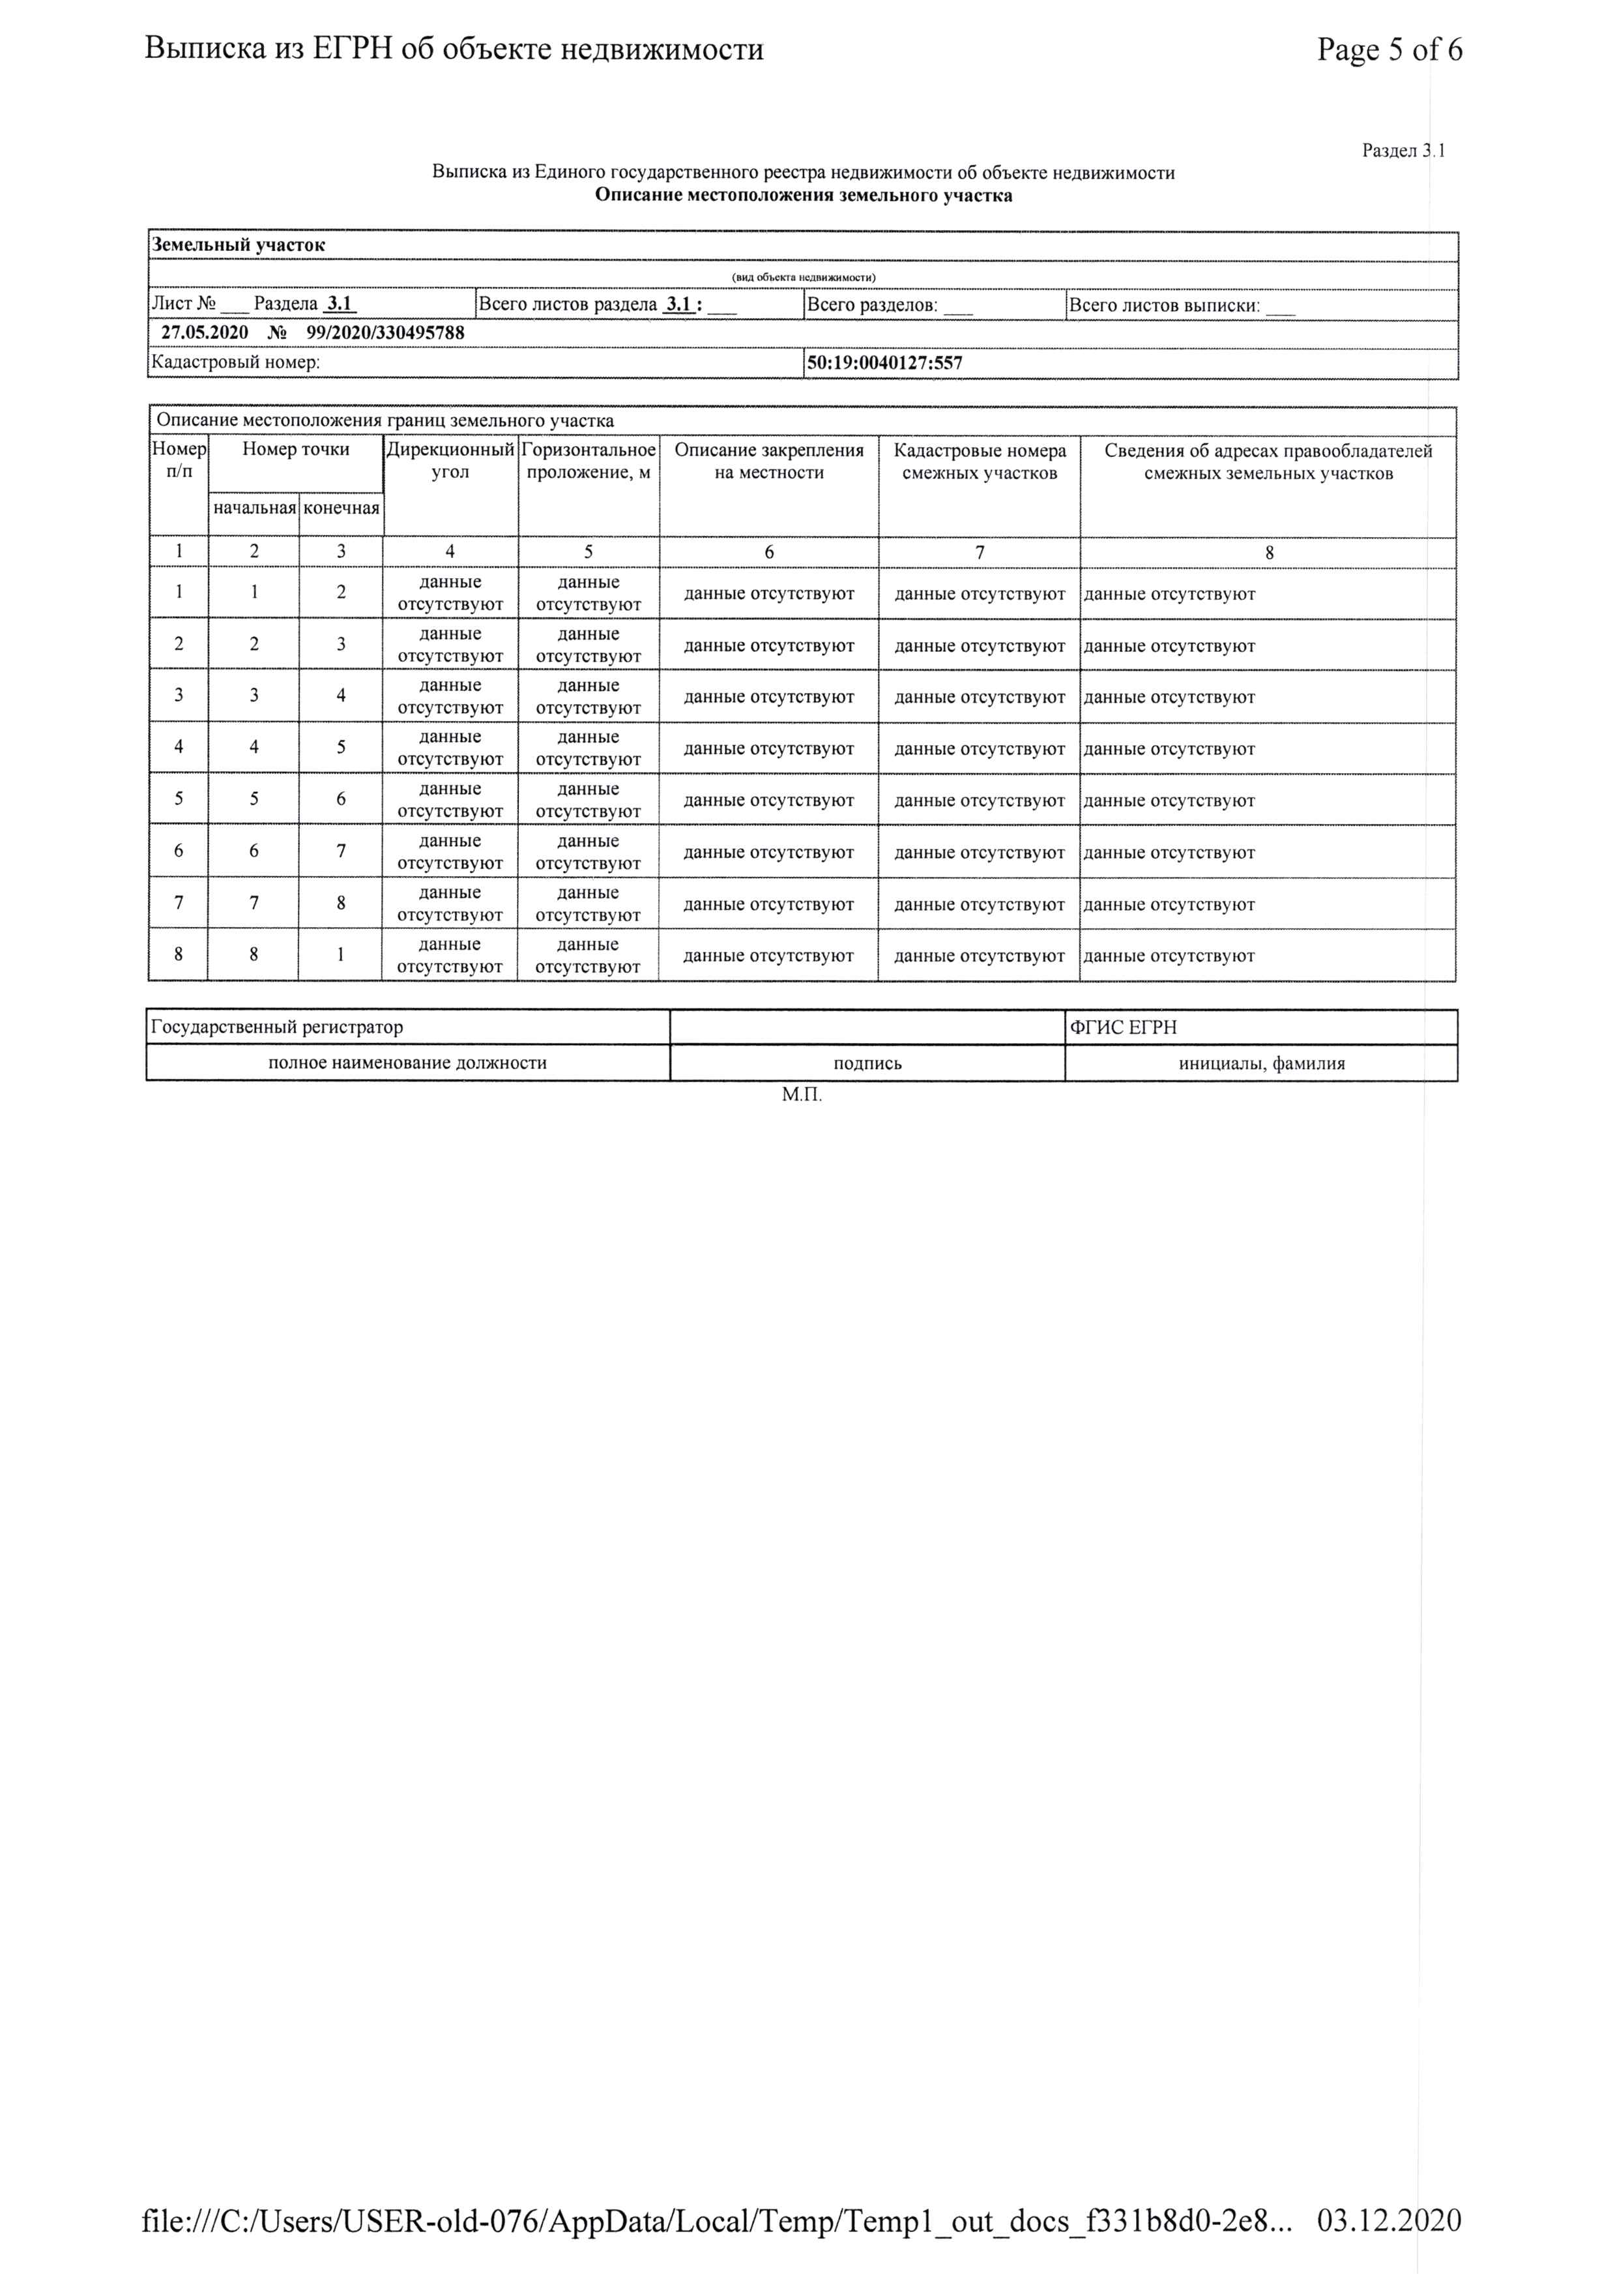 Выписка из ЕГРН об объекте недвижимости Page 5 of 6
Раздел 3.1
Выписка из Единого государственного реестра недвижимости об объекте недвижимости
Описание местоположения земельного участка
Земельный участок
(вид объекта недвижимости)
Лист № ___ Раздела 3.1 Всего листов раздела 3.1 : ___ Всего разделов: ___ Всего листов выписки: ___
27.05.2020 № 99/2020/330495788
Кадастровый номер: 50:19:0040127:557
Описание местоположения границ земельного участка
Номер Номер точки Дирекционный Горизонтальное Описание закрепления Кадастровые номера Сведения об адресах правообладателей
п/п угол проложение, м на местности смежных участков смежных земельных участков
начальная конечная
1 2 3 4 5 6 7 8
данные данные
1 1 2 отсутствуют отсутствуют данные отсутствуют данные отсутствуют данные отсутствуют
данные данные
2 2 3 отсутствуют отсутствуют данные отсутствуют данные отсутствуют данные отсутствуют
данные данные
3 3 4 отсутствуют отсутствуют данные отсутствуют данные отсутствуют данные отсутствуют
данные данные
4 4 5 отсутствуют отсутствуют данные отсутствуют данные отсутствуют данные отсутствуют
данные данные
5 5 6 отсутствуют отсутствуют данные отсутствуют данные отсутствуют данные отсутствуют
данные данные
6 6 7 отсутствуют отсутствуют данные отсутствуют данные отсутствуют данные отсутствуют
данные данные
7 7 8 отсутствуют отсутствуют данные отсутствуют данные отсутствуют данные отсутствуют
данные данные
8 8 1 отсутствуют отсутствуют данные отсутствуют данные отсутствуют данные отсутствуют
Государственный регистратор ФГИС ЕГРН
полное наименование должности подпись инициалы, фамилия
М.П.
file:///C:/Users/USER-old-076/AppData/Local/Temp/Temp1_out_docs_f331b8d0-2e8... 03.12.2020